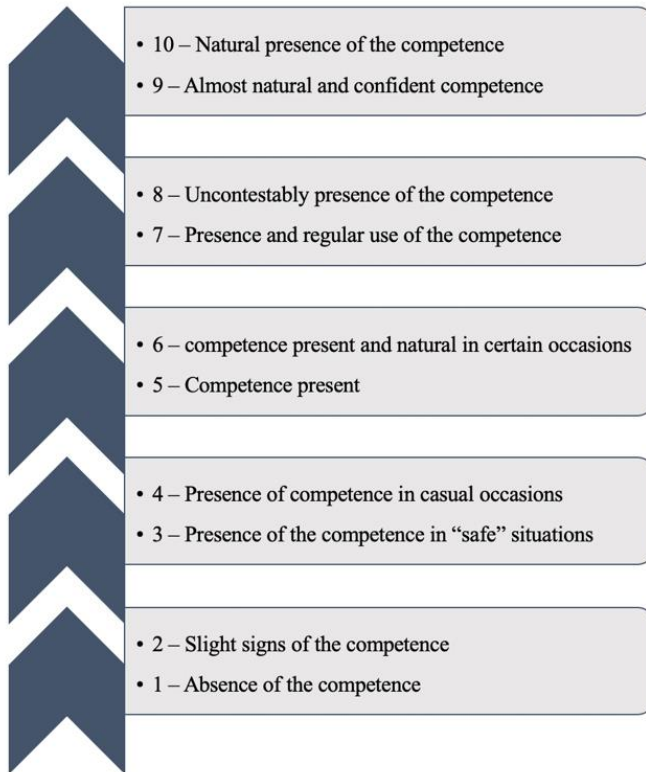 • 10 – Natural presence of the competence
• 9 – Almost natural and confident competence
• 8 – Uncontestably presence of the competence
• 7 – Presence and regular use of the competence
• 6 – competence present and natural in certain occasions
• 5 – Competence present
• 4 – Presence of competence in casual occasions
• 3 – Presence of the competence in “safe” situations
• 2 – Slight signs of the competence
• 1 – Absence of the competence